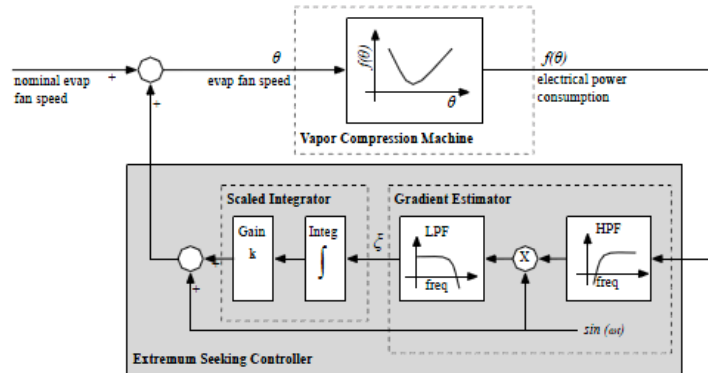 θ
f(θ)
nominal evap
fan speed
+
evap fan speed
f(θ)
θ
electrical power
consumption
+
Vapor Compression Machine
Scaled Integrator
Gradient Estimator
Gain
k
Integ
∫
ξ
LPF
freq
X
HPF
freq
+
+
sin (ωt)
Extremum Seeking Controller